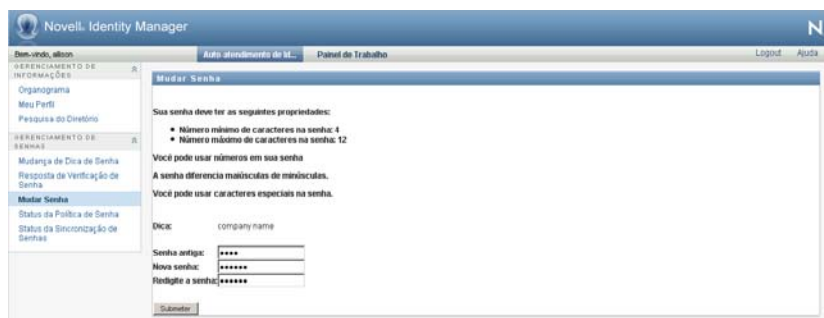 Novell® Identity Manager
N
Bem-vindo, allison
Auto-atendimento de Id...
Painel de Trabalho
Logout
Ajuda
GERENCIAMENTO DE INFORMAÇÕES
Organograma
Meu Perfil
Pesquisa do Diretório
GERENCIAMENTO DE SENHAS
Mudança de Dica de Senha
Resposta de Verificação de
Senha
Mudar Senha
Status da Política de Senha
Status da Sincronização de
Senhas
Mudar Senha
Sua senha deve ter as seguintes propriedades:
• Número mínimo de caracteres na senha: 4
• Número máximo de caracteres na senha: 12
Você pode usar números em sua senha
A senha diferencia maiúsculas de minúsculas.
Você pode usar caracteres especiais na senha.
Dica: company name
Senha antiga: ••••
Nova senha: ••••••
Redigite a senha: ••••••
Submeter